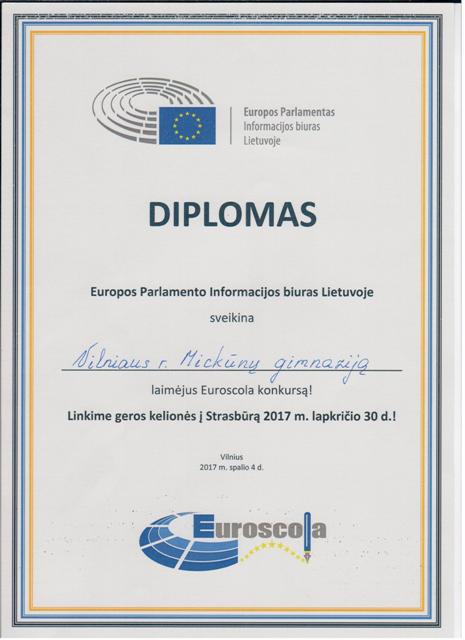 Europos Parlamentas
Informacijos biuras
Lietuvoje
DIPLOMAS
Europos Parlamento Informacijos biuras Lietuvoje
sveikina
Vilniaus r. Mickūnų gimnaziją
laimėjus Euroscola konkursą!
Linkime geros kelionės į Strasbūrą 2017 m. lapkričio 30 d.!
Vilnius
2017 m. spalio 4 d.
Euroscola